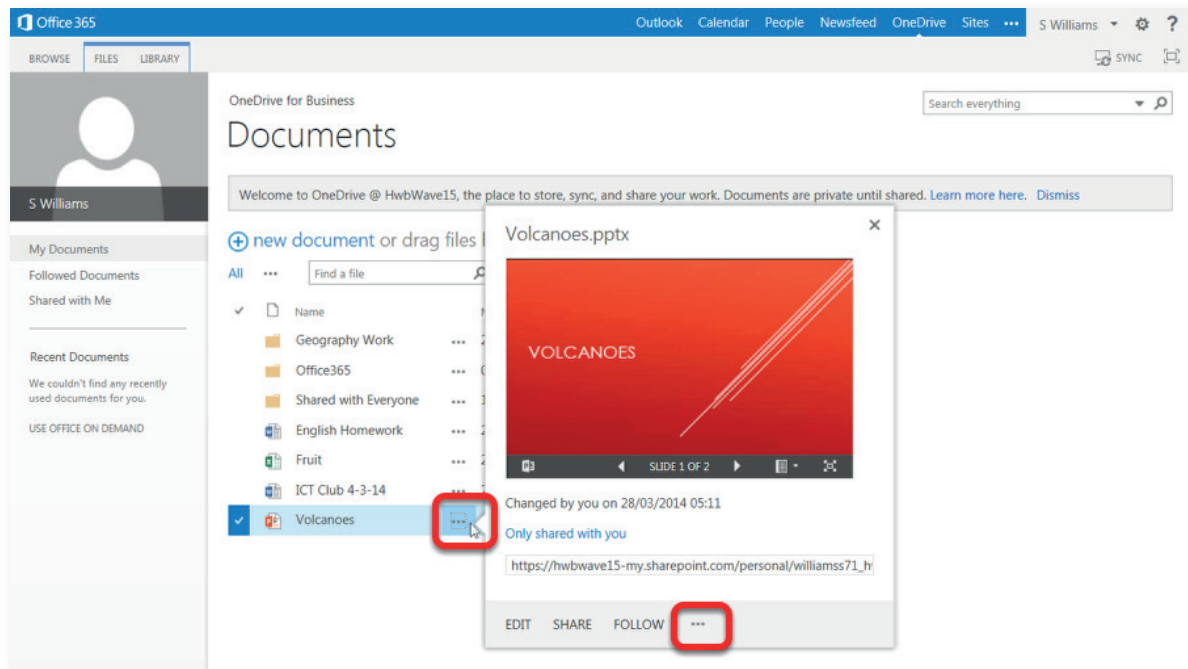 Office 365
Outlook Calendar People Newsfeed OneDrive Sites ••• S Williams ?
BROWSE FILES LIBRARY
SYNC
S Williams
My Documents
Followed Documents
Shared with Me
Recent Documents
We couldn't find any recently
used documents for you.
USE OFFICE ON DEMAND
OneDrive for Business
Search everything
Documents
Welcome to OneDrive @ HwbWave15, the place to store, sync, and share your work. Documents are private until shared. Learn more here. Dismiss
new document or drag files
All ••• Find a file
Name
Geography Work •••
Office365 •••
Shared with Everyone •••
English Homework •••
Fruit •••
ICT Club 4-3-14 •••
Volcanoes •••
Volcanoes.pptx
VOLCANOES
SLIDE 1 OF 2
Changed by you on 28/03/2014 05:11
Only shared with you
https://hwbwave15-my.sharepoint.com/personal/williamss71_h
EDIT SHARE FOLLOW •••